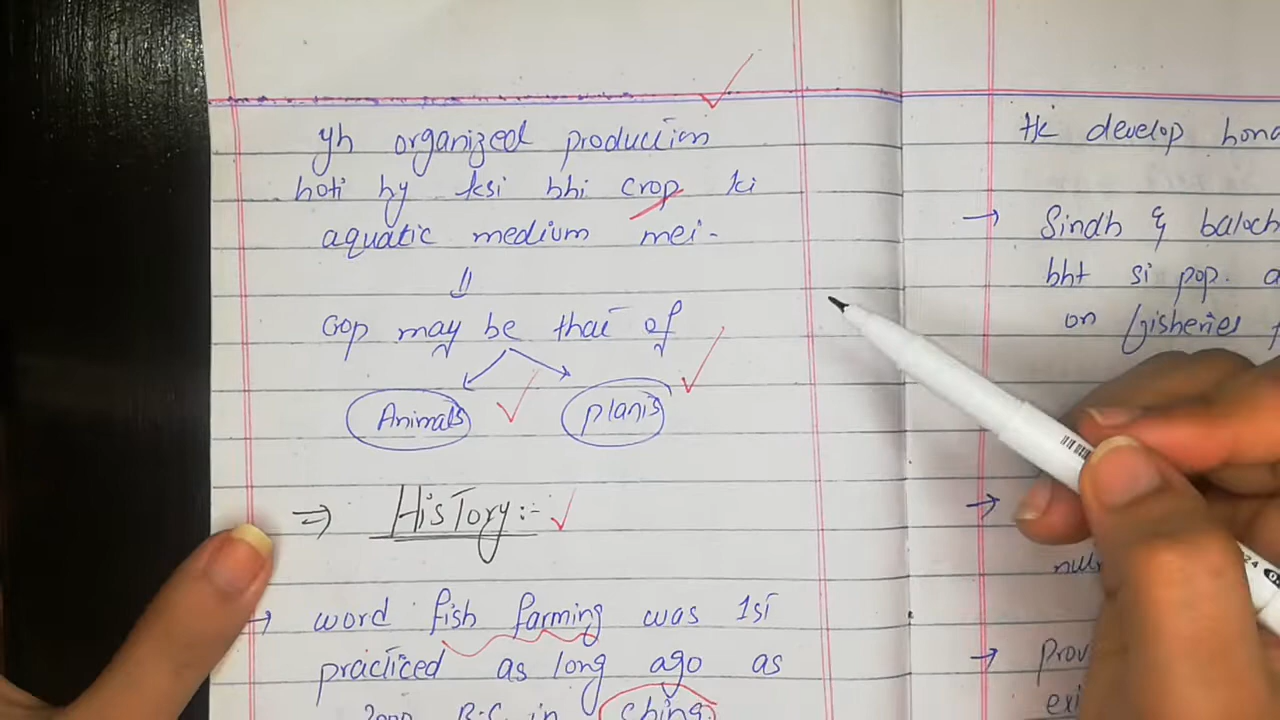 yh organized production
hoti hy ksi bhi crop ki
aquatic medium mei.
Crop may be that of
Animals plants
⇒ History:-
→ word fish farming was 1st
practiced as long ago as
2000 B.C. in China.
tk develop
→ Sindh & baloch
bht si pop.
on fisheries
→
→ Prov